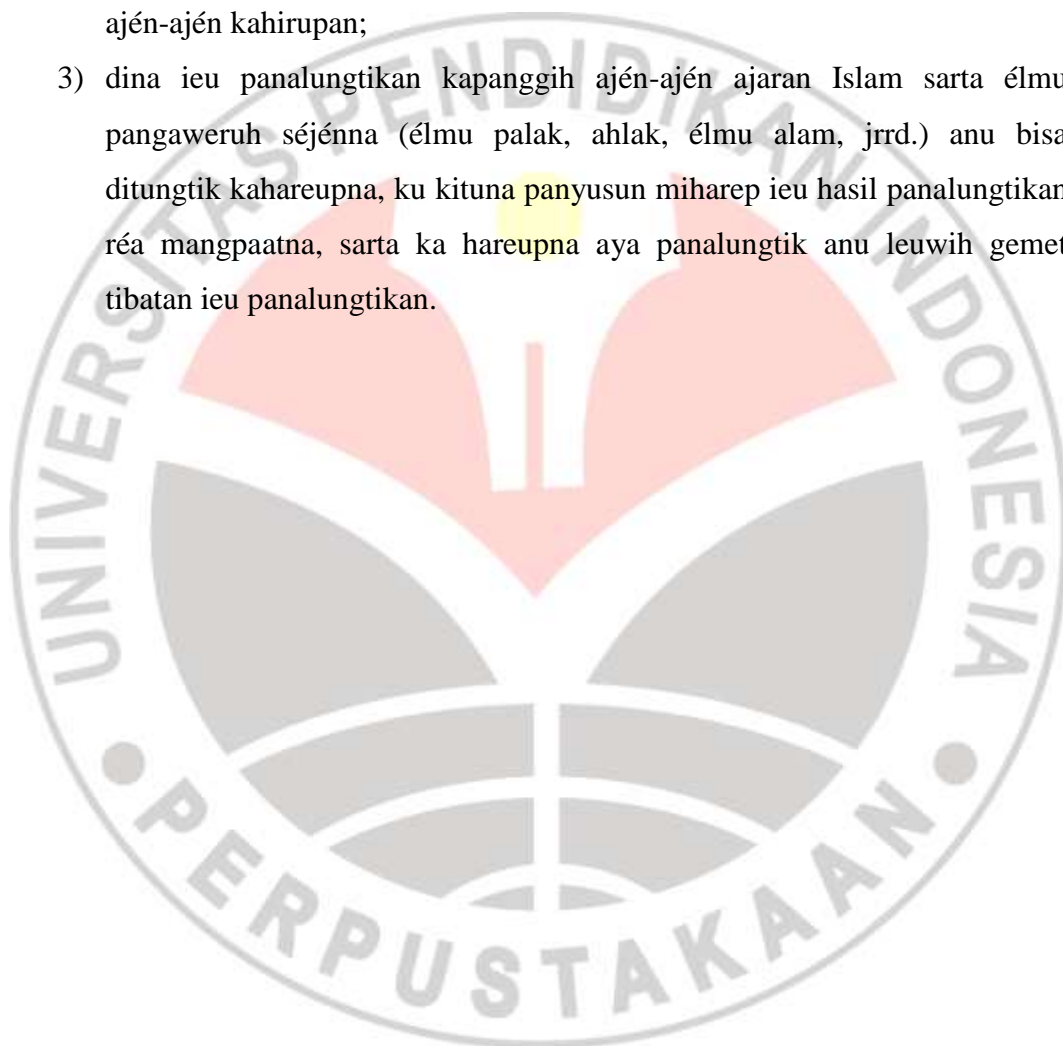 ajén-ajén kahirupan;
3) dina ieu panalungtikan kapanggih ajén-ajén ajaran Islam sarta élmu
pangaweruh séjénna (élmu palak, ahlak, élmu alam, jrrd.) anu bisa
ditungtik kahareupna, ku kituna panyusun miharep ieu hasil panalungtikan
réa mangpaatna, sarta ka hareupna aya panalungtik anu leuwih gemet
tibatan ieu panalungtikan.
UNIVERSITAS PENDIDIKAN INDONESIA
PERPUSTAKAAN